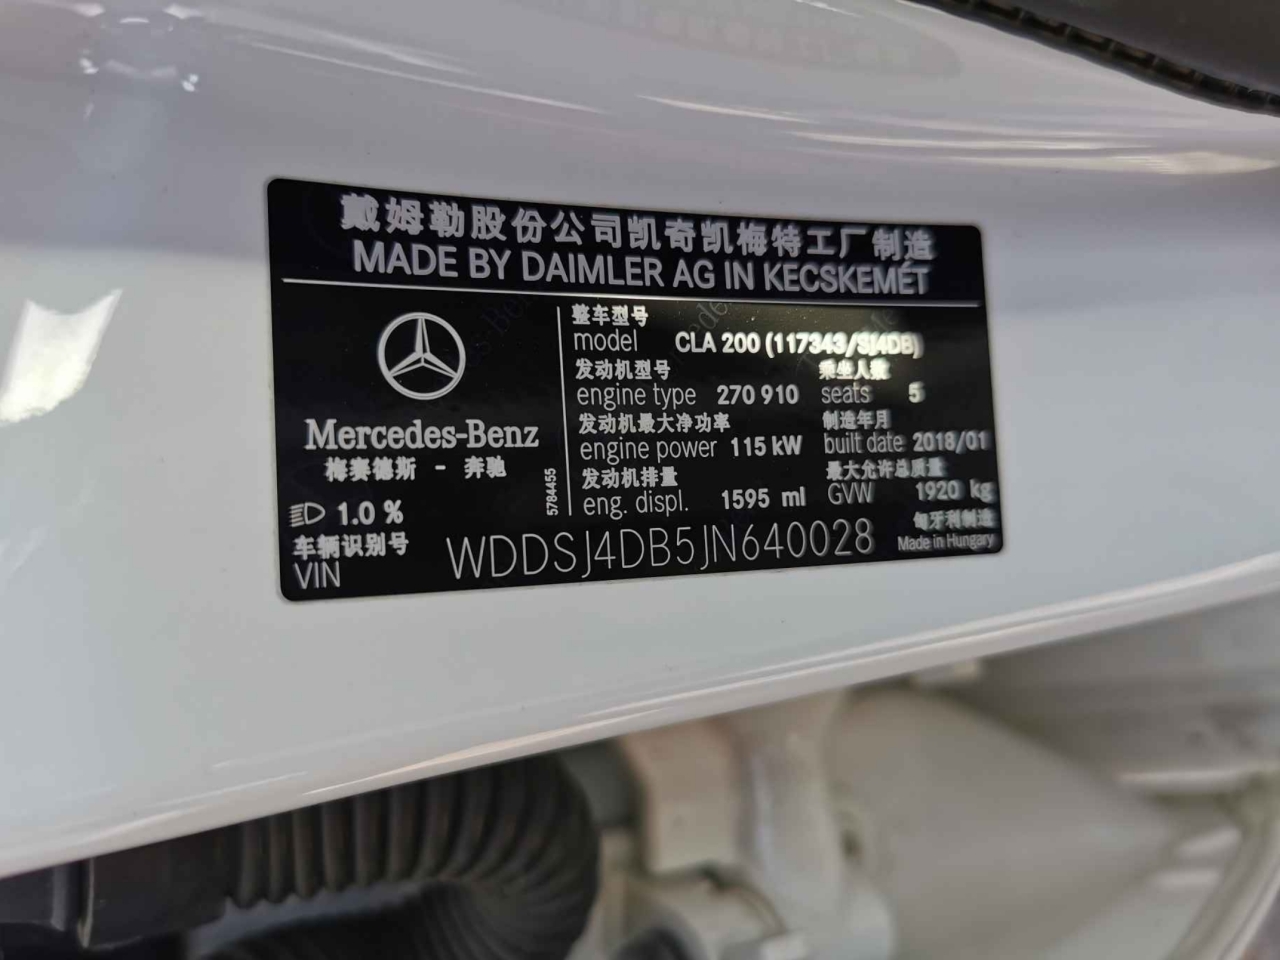 戴姆勒股份公司凯奇凯梅特工厂制造
MADE BY DAIMLER AG IN KECSKEMÉT
整车型号
model CLA 200 (117343/SJ4DB)
发动机型号 乘坐人数
engine type 270 910 seats 5
发动机最大净功率 制造年月
engine power 115 kW built date 2018/01
发动机排量 最大允许总质量
eng. displ. 1595 ml GVW 1920 kg
Mercedes-Benz
梅赛德斯 - 奔驰
5784455
1.0 %
车辆识别号 匈牙利制造
VIN WDDSJ4DB5JN640028 Made in Hungary